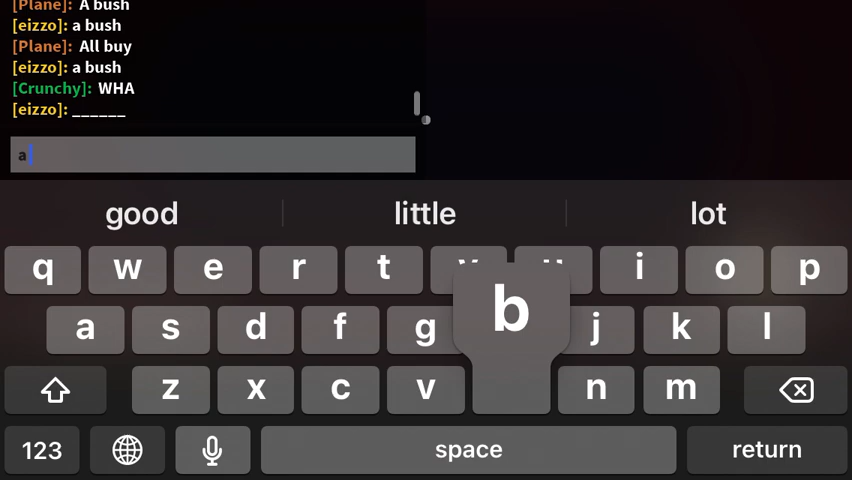 [Plane]: A bush
[eizzo]: a bush
[Plane]: All buy
[eizzo]: a bush
[Crunchy]: WHA
[eizzo]: ______
a
good little lot
q w e r t y u i o p
b
a s d f g j k l
z x c v n m
123 space return